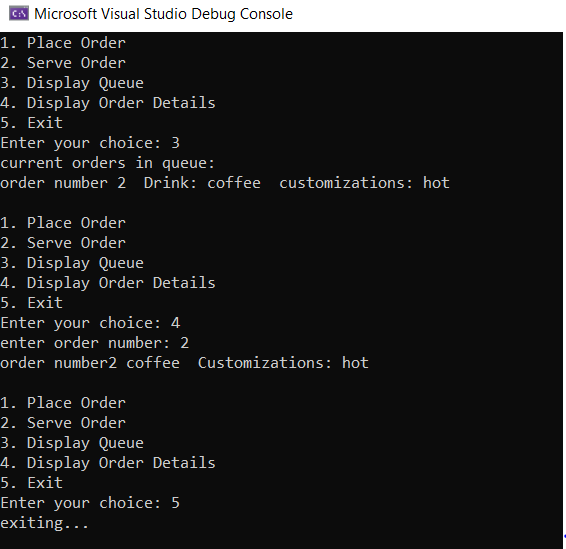 Microsoft Visual Studio Debug Console
1. Place Order
2. Serve Order
3. Display Queue
4. Display Order Details
5. Exit
Enter your choice: 3
current orders in queue:
order number 2  Drink: coffee  customizations: hot

1. Place Order
2. Serve Order
3. Display Queue
4. Display Order Details
5. Exit
Enter your choice: 4
enter order number: 2
order number2 coffee  Customizations: hot

1. Place Order
2. Serve Order
3. Display Queue
4. Display Order Details
5. Exit
Enter your choice: 5
exiting...